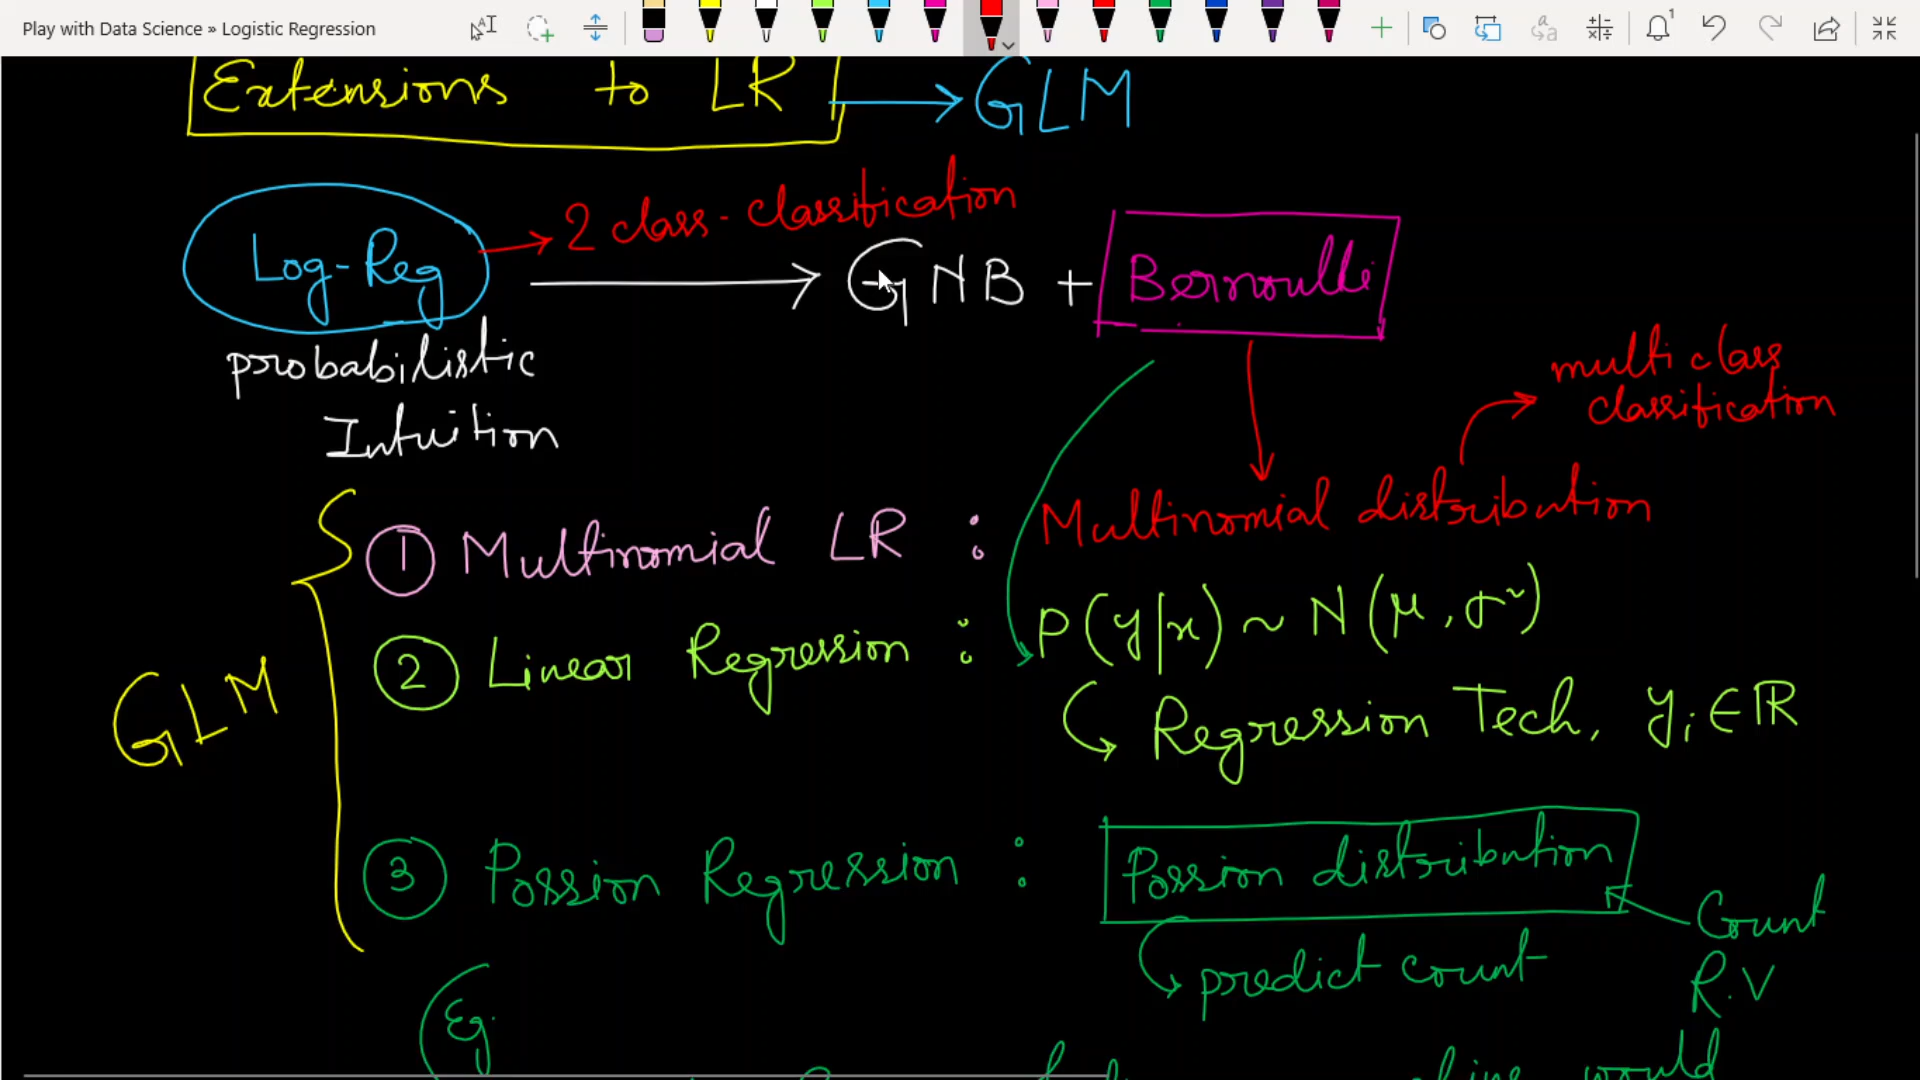 Play with Data Science » Logistic Regression
Extensions to LR → GLM
Log-Reg → 2 class-classification
→ GNB + Bernoulli
probabilistic
Intuition
multi class
classification
GLM
① Multinomial LR : Multinomial distribution
② Linear Regression : P(y|x) ~ N(μ, σ²)
Regression Tech, yᵢ ∈ ℝ
③ Possion Regression : Possion distribution
Count
R.V
predict count
Eg.
line would